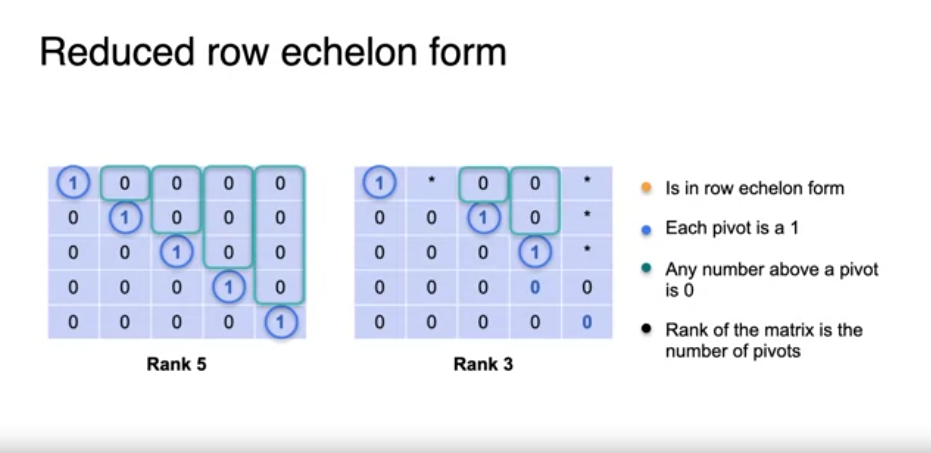 Reduced row echelon form
1 0 0 0 0
0 1 0 0 0
0 0 1 0 0
0 0 0 1 0
0 0 0 0 1
Rank 5
1 * 0 0 *
0 0 1 0 *
0 0 0 1 *
0 0 0 0 0
0 0 0 0 0
Rank 3
Is in row echelon form
Each pivot is a 1
Any number above a pivot
is 0
Rank of the matrix is the
number of pivots